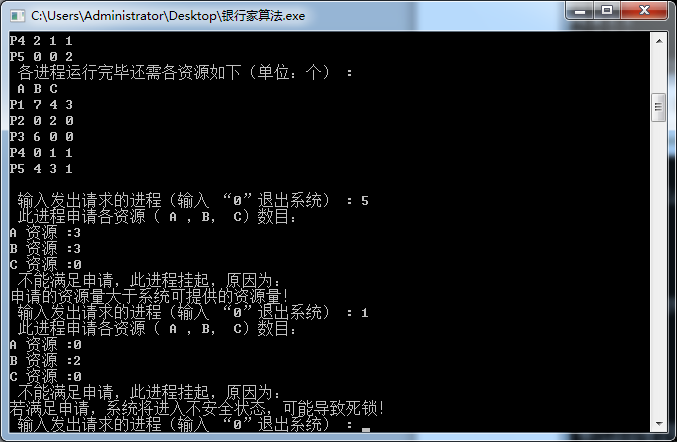 C:\Users\Administrator\Desktop\银行家算法.exe
P4 2 1 1
P5 0 0 2
各进程运行完毕还需各资源如下（单位：个） ：
A B C
P1 7 4 3
P2 0 2 0
P3 6 0 0
P4 0 1 1
P5 4 3 1
输入发出请求的进程（输入 “0”退出系统） ：5
此进程申请各资源（ A ，B， C）数目：
A 资源 :3
B 资源 :3
C 资源 :0
不能满足申请，此进程挂起，原因为：
申请的资源量大于系统可提供的资源量！
输入发出请求的进程（输入 “0”退出系统） ：1
此进程申请各资源（ A ，B， C）数目：
A 资源 :0
B 资源 :2
C 资源 :0
不能满足申请，此进程挂起，原因为：
若满足申请，系统将进入不安全状态，可能导致死锁！
输入发出请求的进程（输入 “0”退出系统） ：